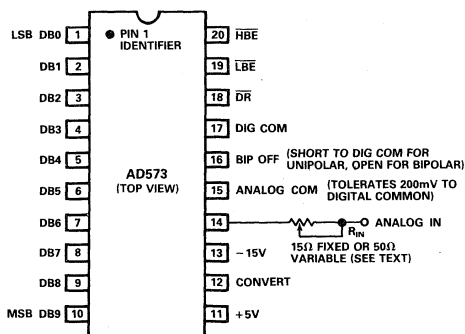 LSB DB0 1
DB1 2
DB2 3
DB3 4
DB4 5
DB5 6
DB6 7
DB7 8
DB8 9
MSB DB9 10
PIN 1
IDENTIFIER
AD573
(TOP VIEW)
20 HBE
19 LBE
18 DR
17 DIG COM
16 BIP OFF (SHORT TO DIG COM FOR
UNIPOLAR, OPEN FOR BIPOLAR)
15 ANALOG COM (TOLERATES 200mV TO
DIGITAL COMMON)
14 ANALOG IN
RIN
15Ω FIXED OR 50Ω
VARIABLE (SEE TEXT)
13 −15V
12 CONVERT
11 +5V